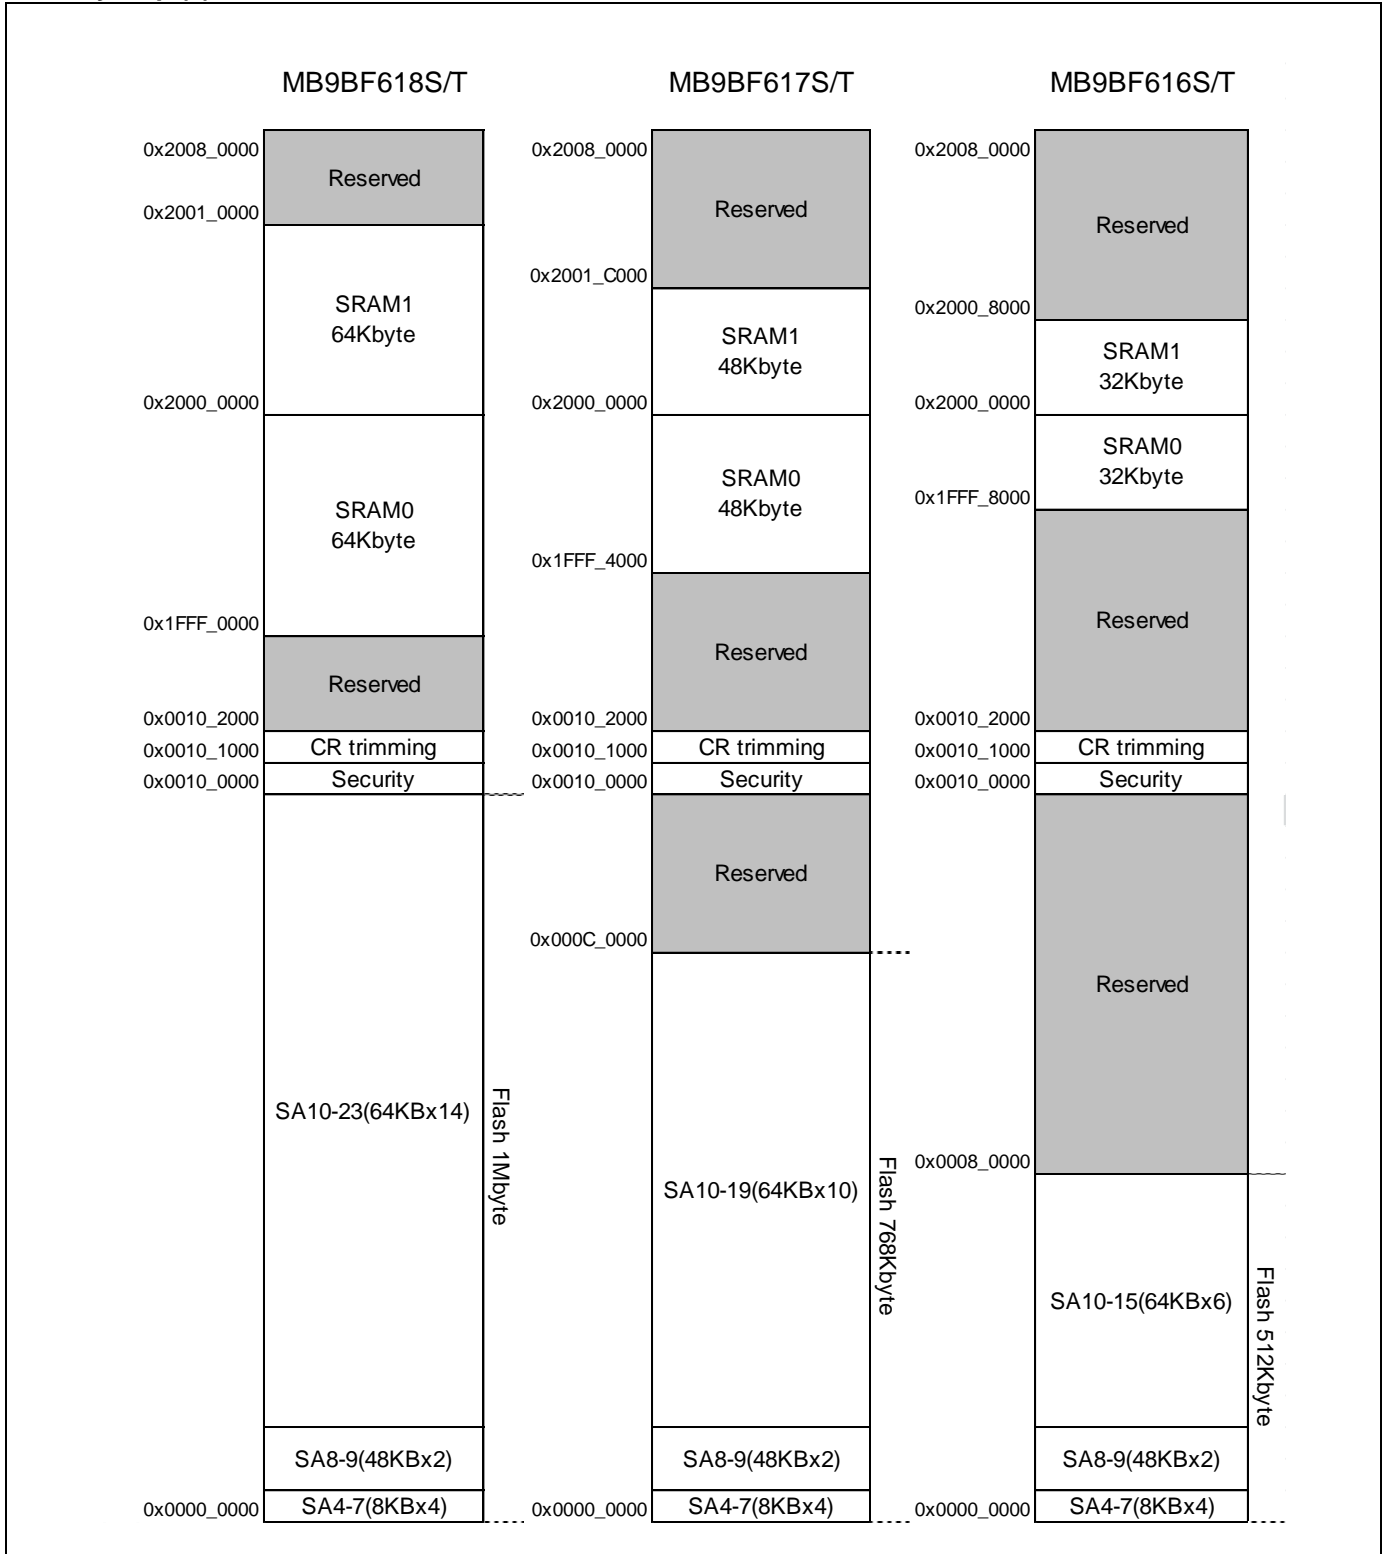 MB9BF618S/T
0x2008_0000
Reserved
0x2001_0000
SRAM1
64Kbyte
0x2000_0000
SRAM0
64Kbyte
0x1FFF_0000
Reserved
0x0010_2000
CR trimming
0x0010_1000
Security
0x0010_0000
SA10-23(64KBx14)
Flash 1Mbyte
SA8-9(48KBx2)
SA4-7(8KBx4)
0x0000_0000
MB9BF617S/T
0x2008_0000
Reserved
0x2001_C000
SRAM1
48Kbyte
0x2000_0000
SRAM0
48Kbyte
0x1FFF_4000
Reserved
0x0010_2000
CR trimming
0x0010_1000
Security
0x0010_0000
Reserved
0x000C_0000
SA10-19(64KBx10)
Flash 768Kbyte
SA8-9(48KBx2)
SA4-7(8KBx4)
0x0000_0000
MB9BF616S/T
0x2008_0000
Reserved
0x2000_8000
SRAM1
32Kbyte
0x2000_0000
SRAM0
32Kbyte
0x1FFF_8000
Reserved
0x0010_2000
CR trimming
0x0010_1000
Security
0x0010_0000
Reserved
0x0008_0000
SA10-15(64KBx6)
Flash 512Kbyte
SA8-9(48KBx2)
SA4-7(8KBx4)
0x0000_0000